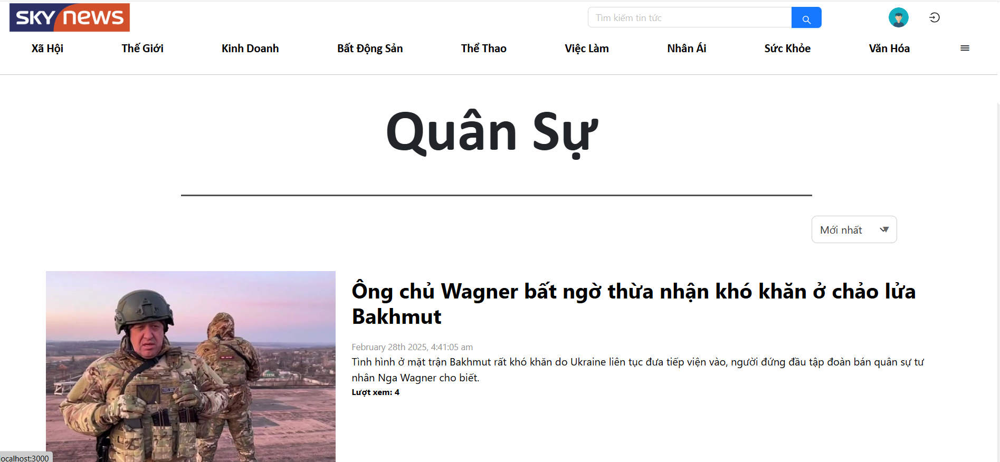 sky news
Tìm kiếm tin tức
Xã Hội Thế Giới Kinh Doanh Bất Động Sản Thể Thao Việc Làm Nhân Ái Sức Khỏe Văn Hóa
Quân Sự
Mới nhất
Ông chủ Wagner bất ngờ thừa nhận khó khăn ở chảo lửa
Bakhmut
February 28th 2025, 4:41:05 am
Tình hình ở mặt trận Bakhmut rất khó khăn do Ukraine liên tục đưa tiếp viện vào, người đứng đầu tập đoàn bán quân sự tư
nhân Nga Wagner cho biết.
Lượt xem: 4
localhost:3000